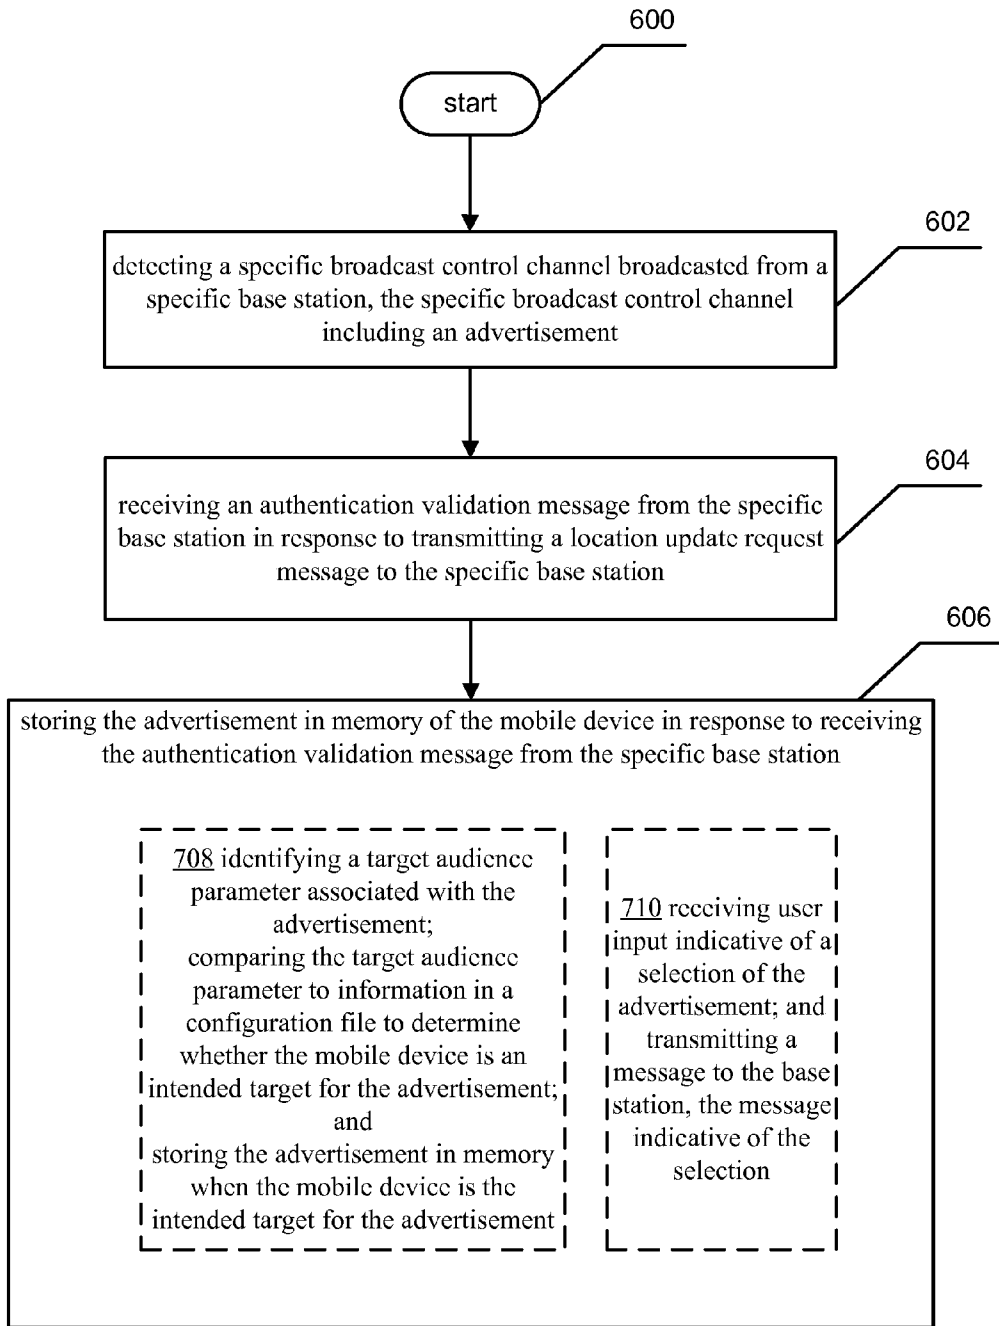 600
start
602
detecting a specific broadcast control channel broadcasted from a
specific base station, the specific broadcast control channel
including an advertisement
604
receiving an authentication validation message from the specific
base station in response to transmitting a location update request
message to the specific base station
606
storing the advertisement in memory of the mobile device in response to receiving
the authentication validation message from the specific base station
708 identifying a target audience
parameter associated with the
advertisement;
comparing the target audience
parameter to information in a
configuration file to determine
whether the mobile device is an
intended target for the advertisement;
and
storing the advertisement in memory
when the mobile device is the
intended target for the advertisement
710 receiving user
input indicative of a
selection of the
advertisement; and
transmitting a
message to the base
station, the message
indicative of the
selection